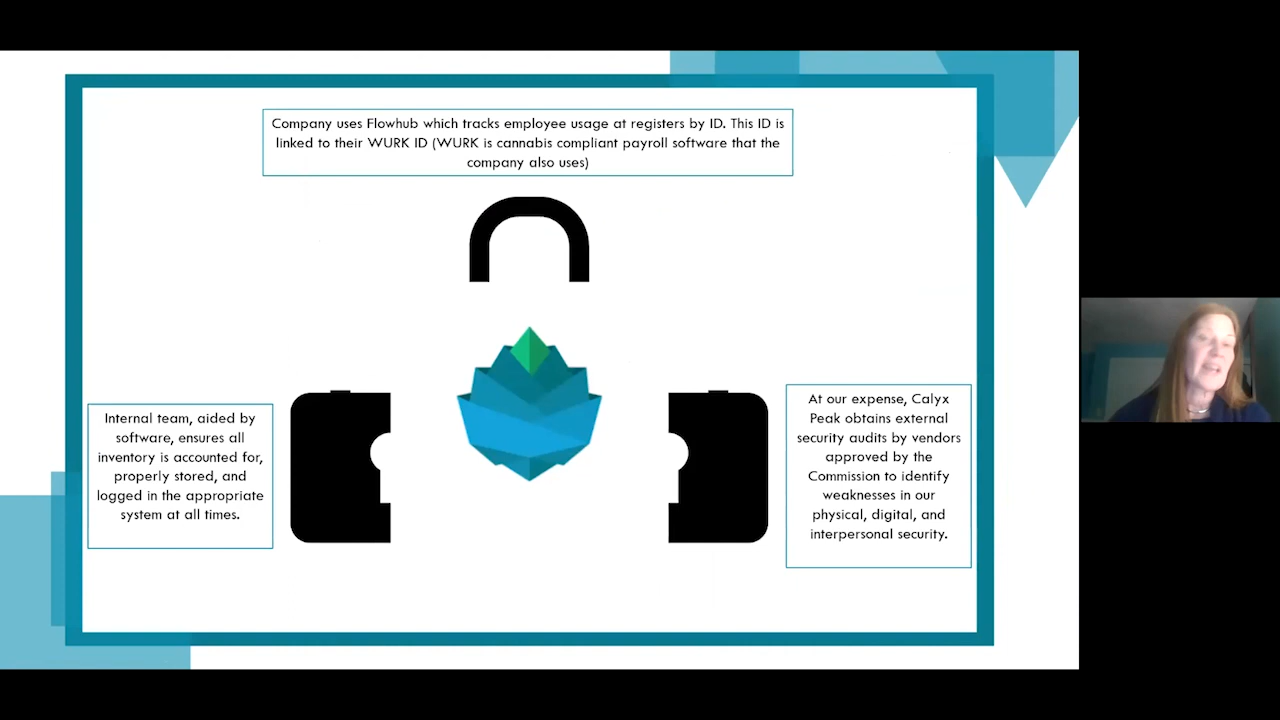 Company uses Flowhub which tracks employee usage at registers by ID. This ID is
linked to their WURK ID (WURK is cannabis compliant payroll software that the
company also uses)
Internal team, aided by
software, ensures all
inventory is accounted for,
properly stored, and
logged in the appropriate
system at all times.
At our expense, Calyx
Peak obtains external
security audits by vendors
approved by the
Commission to identify
weaknesses in our
physical, digital, and
interpersonal security.